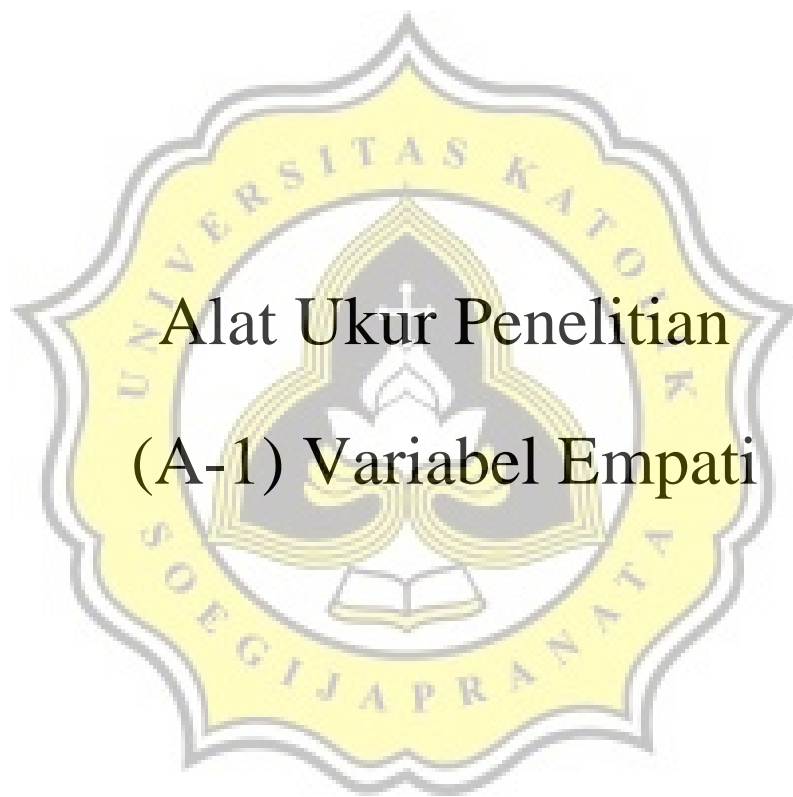 UNIVERSITAS KATOLIK
Alat Ukur Penelitian
(A-1) Variabel Empati
SOEGIJAPRANATA